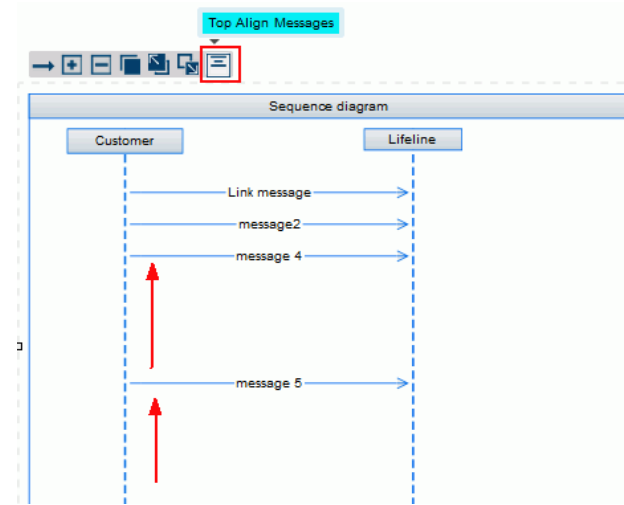 Top Align Messages
Sequence diagram
Customer
Lifeline
Link message
message2
message 4
message 5